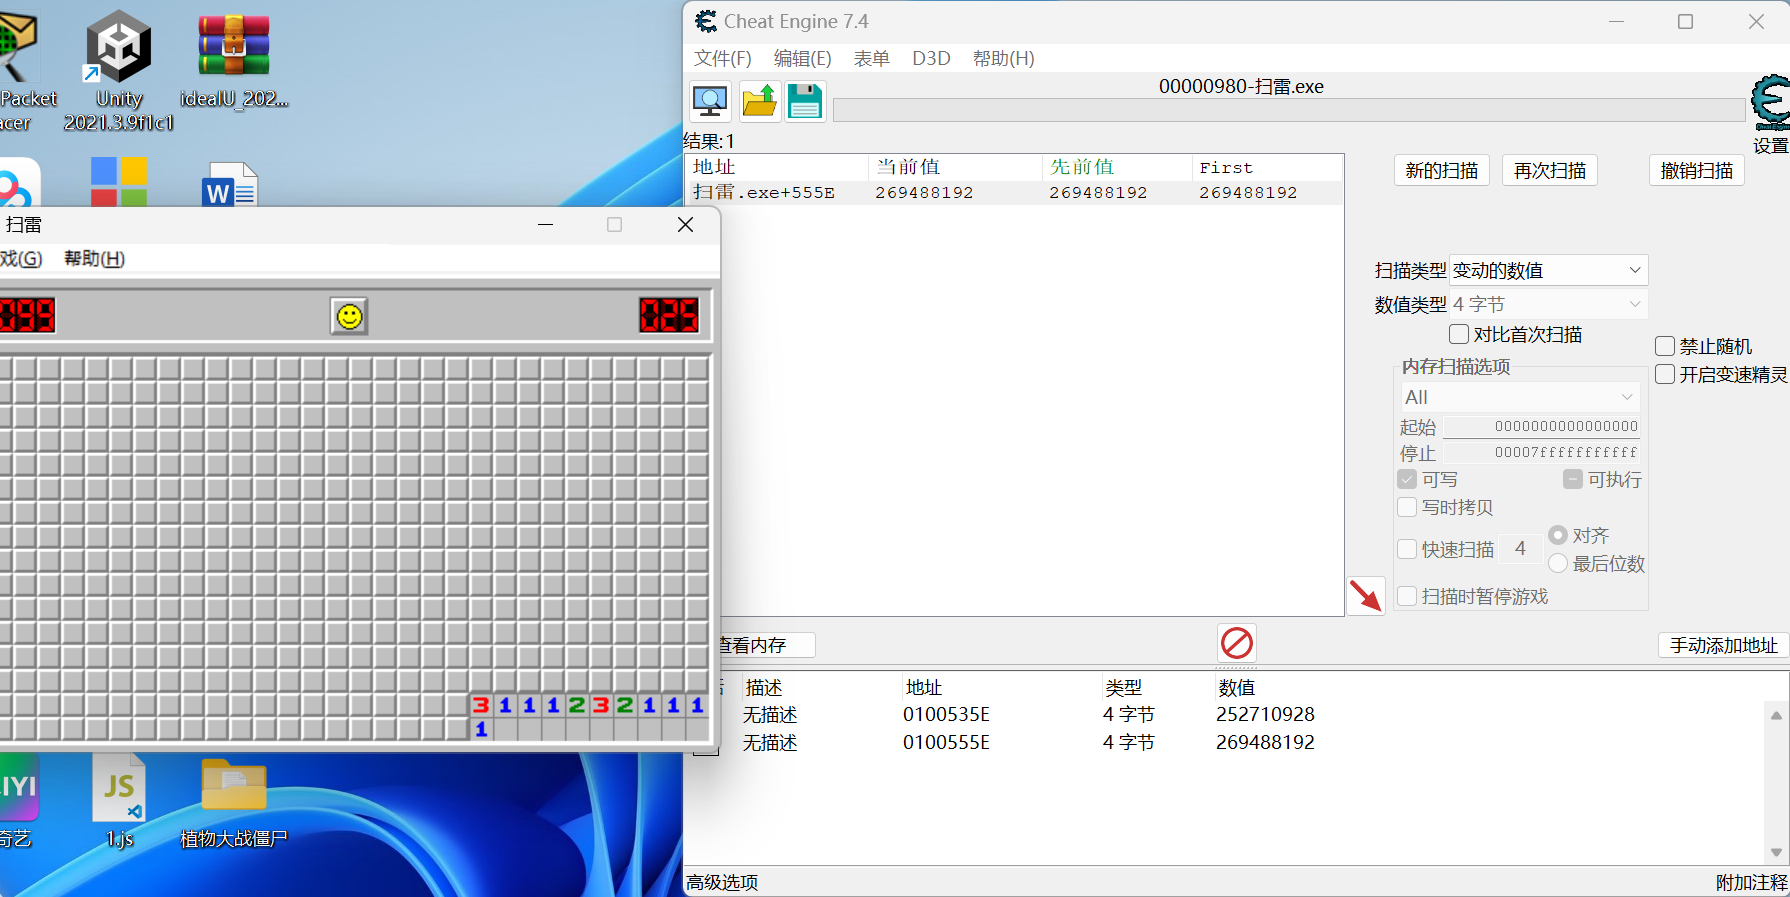 Packet
acer
Unity
2021.3.9f1c1
idealU_202...
W
扫雷
戏(G) 帮助(H)
099 025
3 1 1 1 2 3 2 1 1 1
1
IYI
奇艺
JS
1.js
植物大战僵尸
Cheat Engine 7.4
文件(F) 编辑(E) 表单 D3D 帮助(H)
00000980-扫雷.exe
Cheat Engine
设置
结果:1
地址 当前值 先前值 First
扫雷.exe+555E 269488192 269488192 269488192
新的扫描 再次扫描 撤销扫描
扫描类型 变动的数值
数值类型 4 字节
对比首次扫描
禁止随机
开启变速精灵
内存扫描选项
All
起始 0000000000000000
停止 00007fffffffffff
可写 可执行
写时拷贝
快速扫描 4 对齐
最后位数
扫描时暂停游戏
查看内存
手动添加地址
描述 地址 类型 数值
无描述 0100535E 4 字节 252710928
无描述 0100555E 4 字节 269488192
高级选项
附加注释